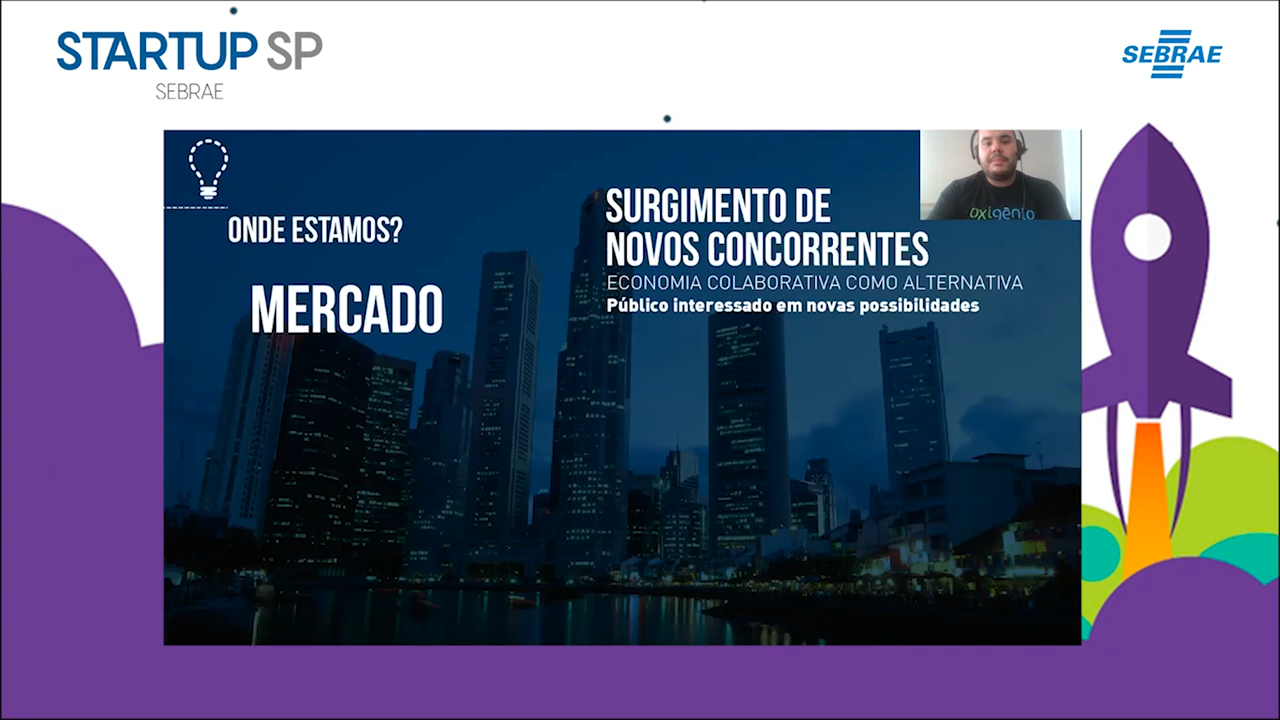 STARTUP SP
SEBRAE
SEBRAE
ONDE ESTAMOS?
MERCADO
SURGIMENTO DE
NOVOS CONCORRENTES
ECONOMIA COLABORATIVA COMO ALTERNATIVA
Público interessado em novas possibilidades
oxigênio